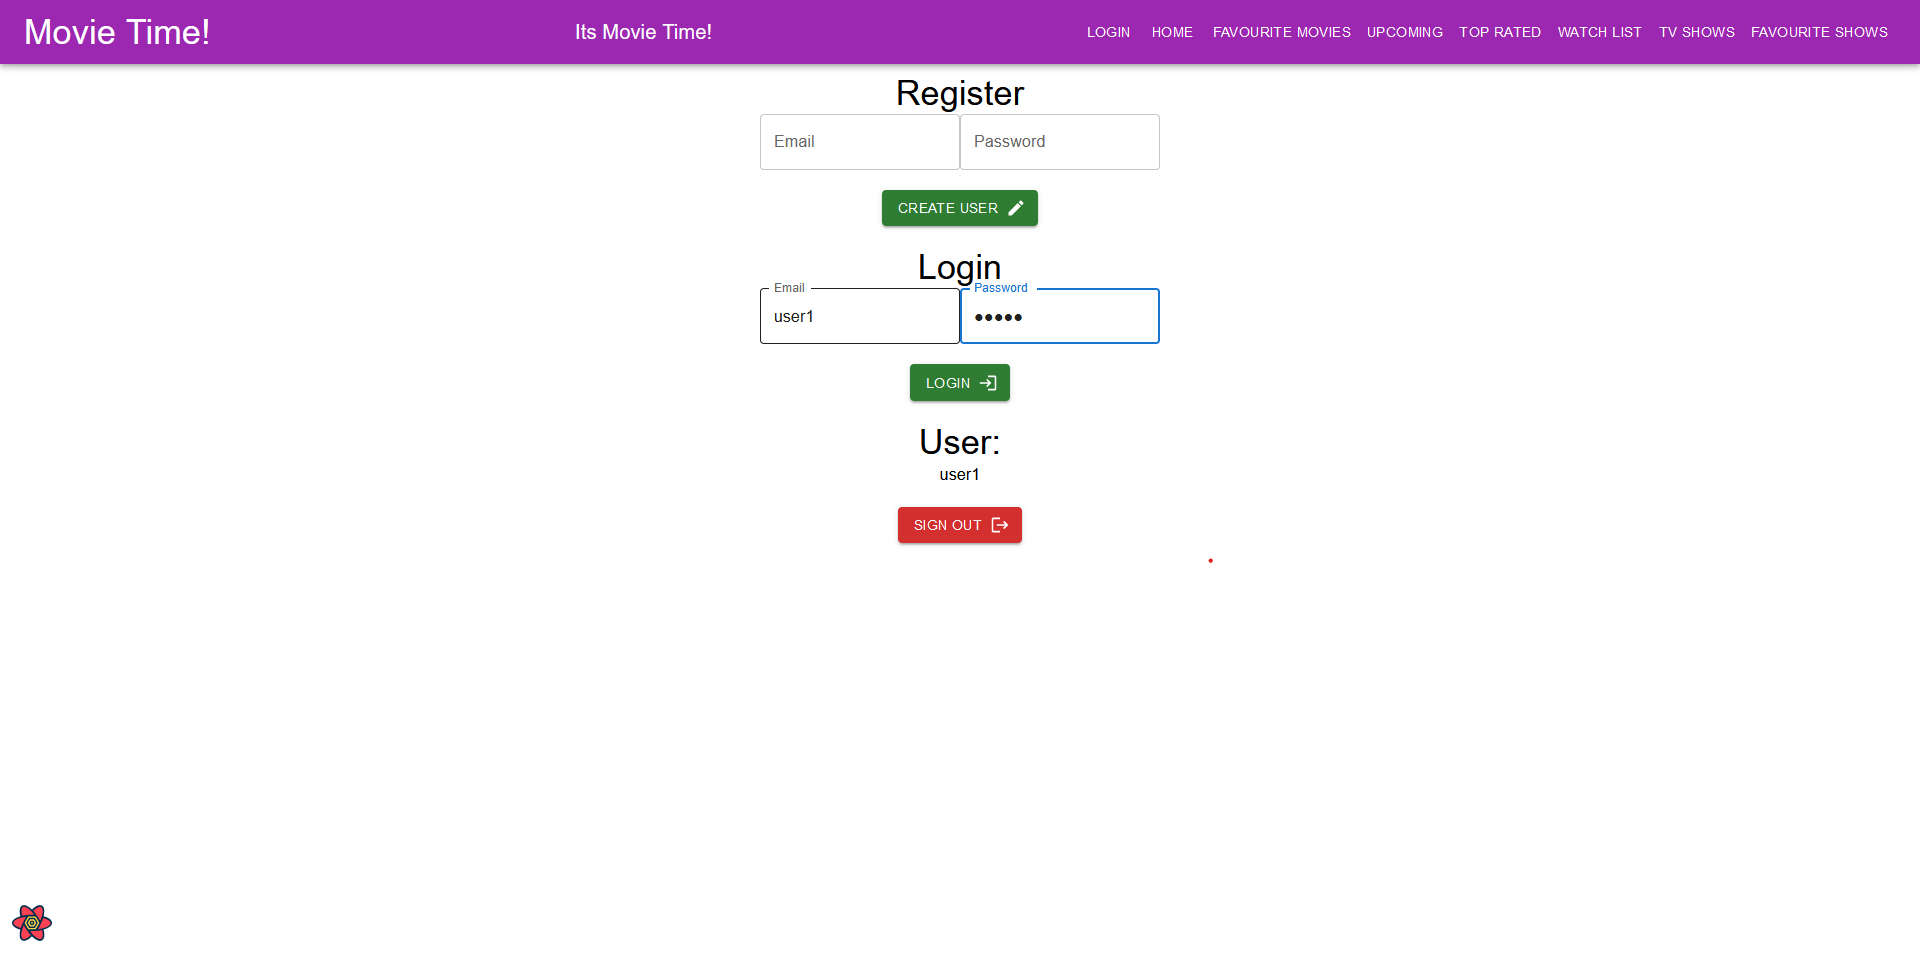 Movie Time!
Its Movie Time!
LOGIN HOME FAVOURITE MOVIES UPCOMING TOP RATED WATCH LIST TV SHOWS FAVOURITE SHOWS
Register
Email Password
CREATE USER
Login
Email Password
user1 •••••
LOGIN
User:
user1
SIGN OUT